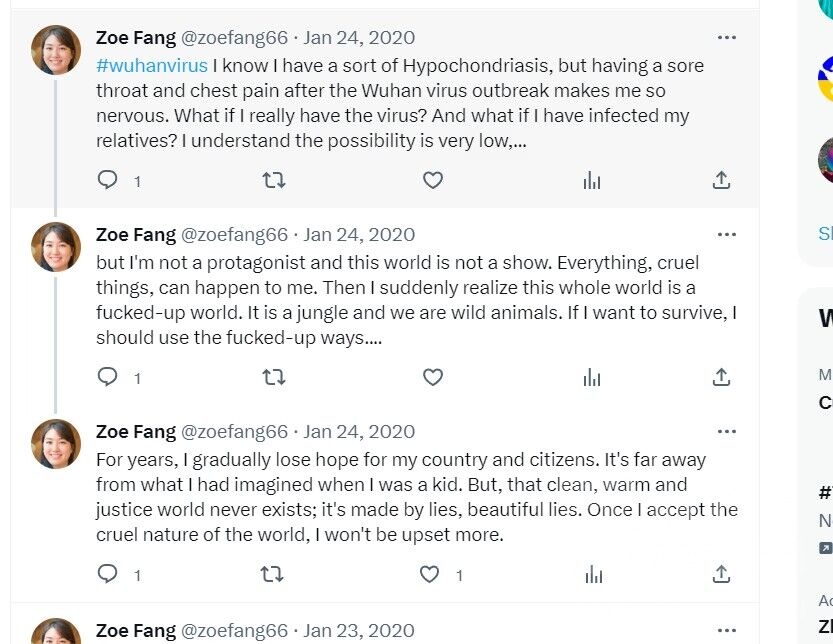 Zoe Fang @zoefang66 · Jan 24, 2020
#wuhanvirus I know I have a sort of Hypochondriasis, but having a sore
throat and chest pain after the Wuhan virus outbreak makes me so
nervous. What if I really have the virus? And what if I have infected my
relatives? I understand the possibility is very low,...
1
Zoe Fang @zoefang66 · Jan 24, 2020
but I'm not a protagonist and this world is not a show. Everything, cruel
things, can happen to me. Then I suddenly realize this whole world is a
fucked-up world. It is a jungle and we are wild animals. If I want to survive, I
should use the fucked-up ways....
1
Zoe Fang @zoefang66 · Jan 24, 2020
For years, I gradually lose hope for my country and citizens. It's far away
from what I had imagined when I was a kid. But, that clean, warm and
justice world never exists; it's made by lies, beautiful lies. Once I accept the
cruel nature of the world, I won't be upset more.
1 1
Zoe Fang @zoefang66 · Jan 23, 2020